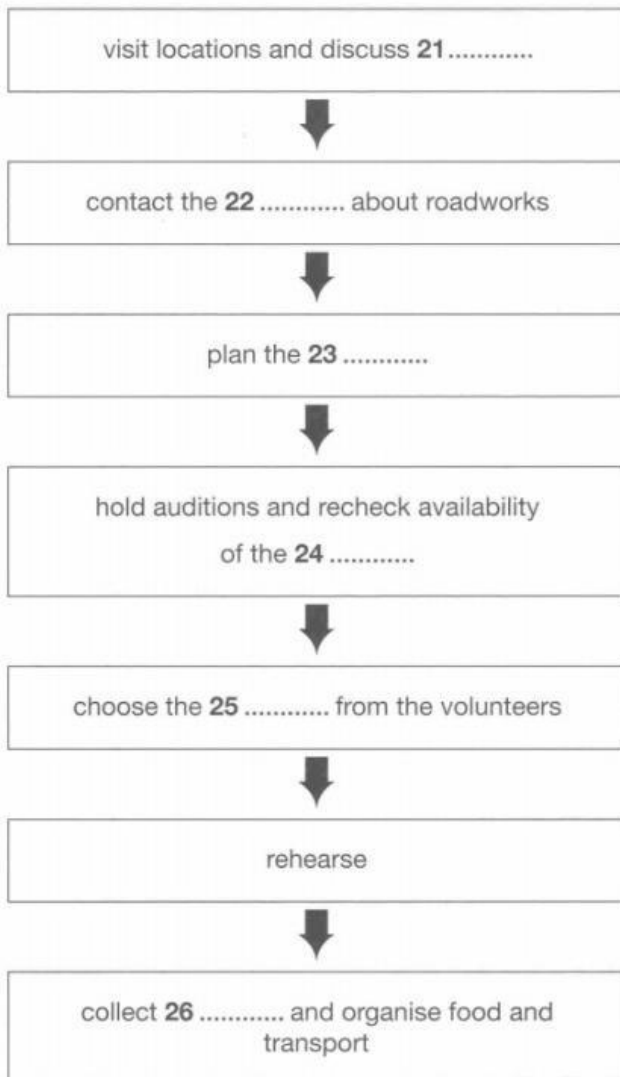 visit locations and discuss 21 ............
contact the 22 ............ about roadworks
plan the 23 ............
hold auditions and recheck availability
of the 24 ............
choose the 25 ............ from the volunteers
rehearse
collect 26 ............ and organise food and
transport